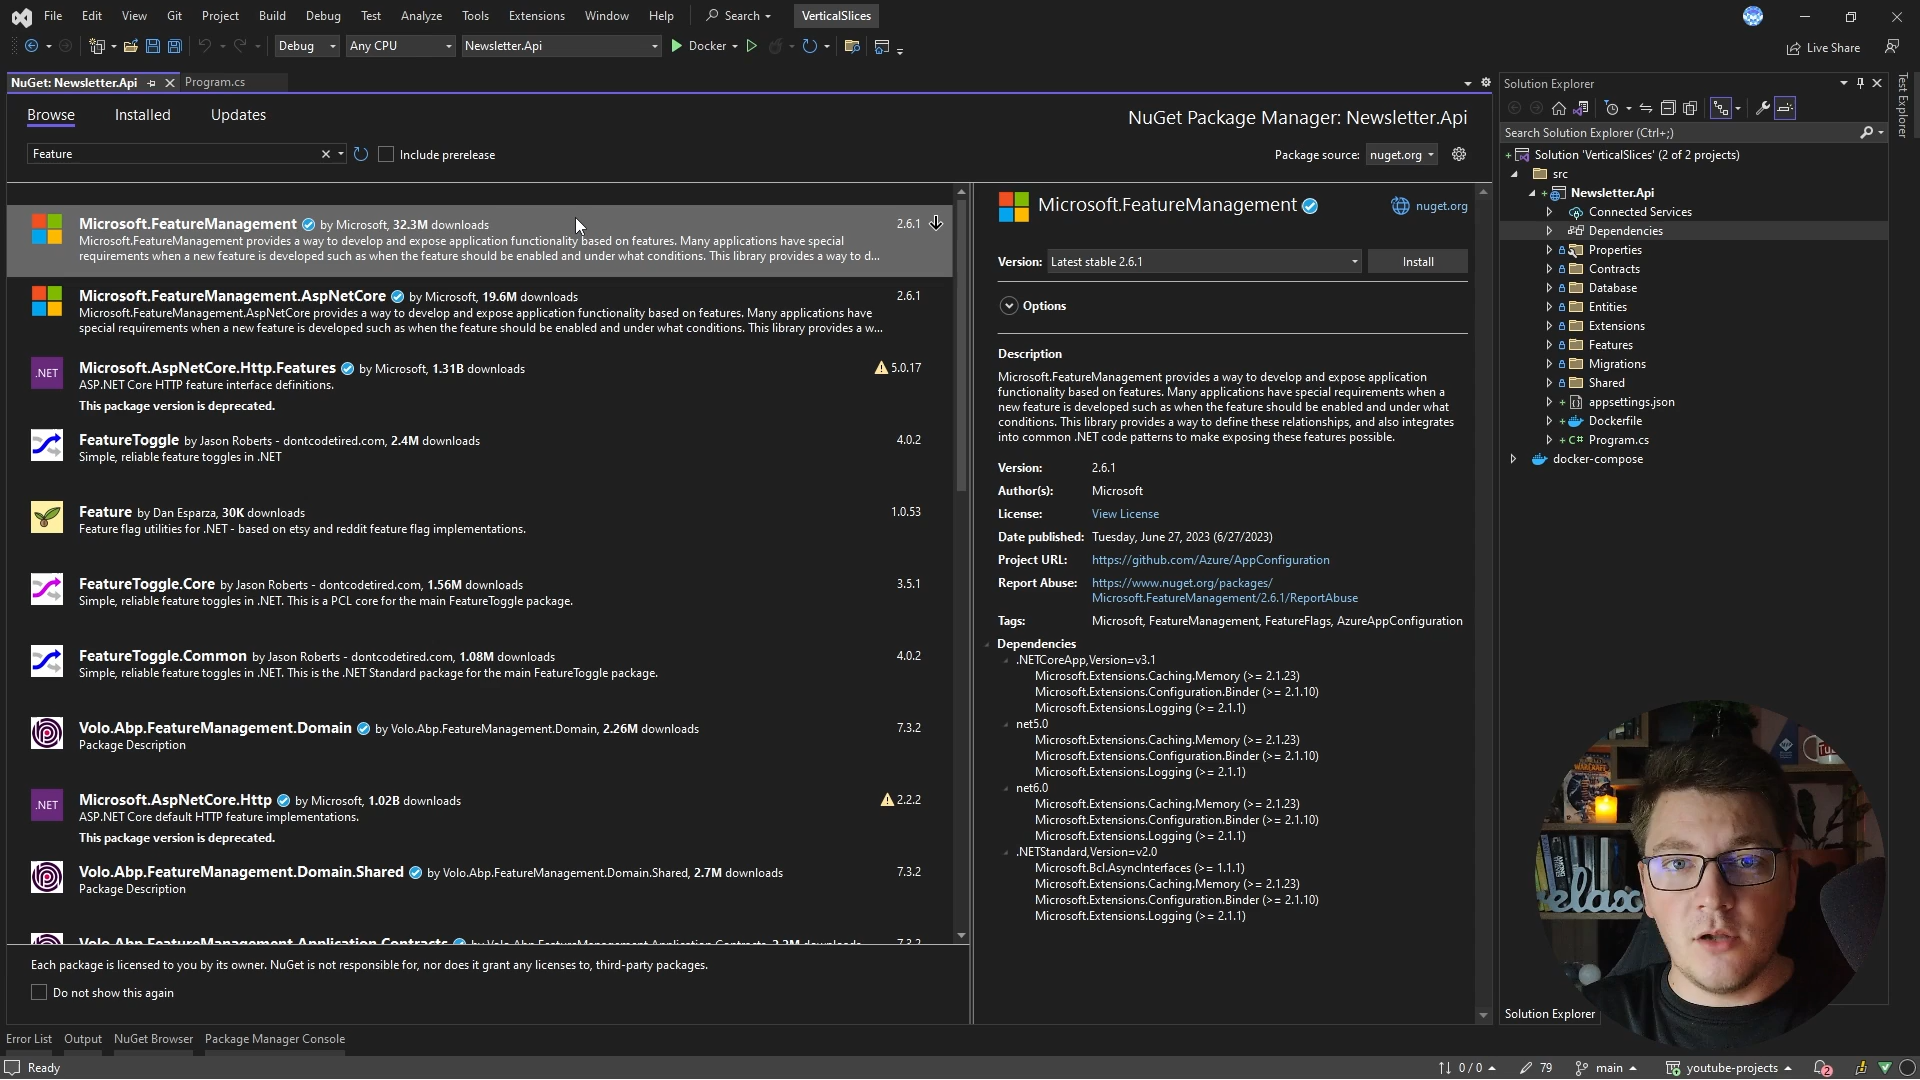 File Edit View Git Project Build Debug Test Analyze Tools Extensions Window Help Search VerticalSlices
Debug Any CPU Newsletter.Api Docker Live Share
NuGet: Newsletter.Api Program.cs
Browse Installed Updates
NuGet Package Manager: Newsletter.Api
Feature
Include prerelease
Package source: nuget.org
Microsoft.FeatureManagement by Microsoft, 32.3M downloads 2.6.1
Microsoft.FeatureManagement provides a way to develop and expose application functionality based on features. Many applications have special
requirements when a new feature is developed such as when the feature should be enabled and under what conditions. This library provides a way to d...
Microsoft.FeatureManagement.AspNetCore by Microsoft, 19.6M downloads 2.6.1
Microsoft.FeatureManagement.AspNetCore provides a way to develop and expose application functionality based on features. Many applications have
special requirements when a new feature is developed such as when the feature should be enabled and under what conditions. This library provides a w...
.NET
Microsoft.AspNetCore.Http.Features by Microsoft, 1.31B downloads 5.0.17
ASP.NET Core HTTP feature interface definitions.
This package version is deprecated.
FeatureToggle by Jason Roberts - dontcodetired.com, 2.4M downloads 4.0.2
Simple, reliable feature toggles in .NET
Feature by Dan Esparza, 30K downloads 1.0.53
Feature flag utilities for .NET - based on etsy and reddit feature flag implementations.
FeatureToggle.Core by Jason Roberts - dontcodetired.com, 1.56M downloads 3.5.1
Simple, reliable feature toggles in .NET. This is a PCL core for the main FeatureToggle package.
FeatureToggle.Common by Jason Roberts - dontcodetired.com, 1.08M downloads 4.0.2
Simple, reliable feature toggles in .NET. This is the .NET Standard package for the main FeatureToggle package.
Volo.Abp.FeatureManagement.Domain by Volo.Abp.FeatureManagement.Domain, 2.26M downloads 7.3.2
Package Description
.NET
Microsoft.AspNetCore.Http by Microsoft, 1.02B downloads 2.2.2
ASP.NET Core default HTTP feature implementations.
This package version is deprecated.
Volo.Abp.FeatureManagement.Domain.Shared by Volo.Abp.FeatureManagement.Domain.Shared, 2.7M downloads 7.3.2
Package Description
Volo.Abp.FeatureManagement.Application.Contracts by Volo.Abp.FeatureManagement.Application.Contracts, 2.2M downloads 7.3.2
Each package is licensed to you by its owner. NuGet is not responsible for, nor does it grant any licenses to, third-party packages.
Do not show this again
Microsoft.FeatureManagement nuget.org
Version: Latest stable 2.6.1 Install
Options
Description
Microsoft.FeatureManagement provides a way to develop and expose application
functionality based on features. Many applications have special requirements when a
new feature is developed such as when the feature should be enabled and under what
conditions. This library provides a way to define these relationships, and also integrates
into common .NET code patterns to make exposing these features possible.
Version: 2.6.1
Author(s): Microsoft
License: View License
Date published: Tuesday, June 27, 2023 (6/27/2023)
Project URL: https://github.com/Azure/AppConfiguration
Report Abuse: https://www.nuget.org/packages/
Microsoft.FeatureManagement/2.6.1/ReportAbuse
Tags: Microsoft, FeatureManagement, FeatureFlags, AzureAppConfiguration
Dependencies
.NETCoreApp,Version=v3.1
Microsoft.Extensions.Caching.Memory (>= 2.1.23)
Microsoft.Extensions.Configuration.Binder (>= 2.1.10)
Microsoft.Extensions.Logging (>= 2.1.1)
net5.0
Microsoft.Extensions.Caching.Memory (>= 2.1.23)
Microsoft.Extensions.Configuration.Binder (>= 2.1.10)
Microsoft.Extensions.Logging (>= 2.1.1)
net6.0
Microsoft.Extensions.Caching.Memory (>= 2.1.23)
Microsoft.Extensions.Configuration.Binder (>= 2.1.10)
Microsoft.Extensions.Logging (>= 2.1.1)
.NETStandard,Version=v2.0
Microsoft.Bcl.AsyncInterfaces (>= 1.1.1)
Microsoft.Extensions.Caching.Memory (>= 2.1.23)
Microsoft.Extensions.Configuration.Binder (>= 2.1.10)
Microsoft.Extensions.Logging (>= 2.1.1)
Solution Explorer
Search Solution Explorer (Ctrl+;)
Solution 'VerticalSlices' (2 of 2 projects)
src
Newsletter.Api
Connected Services
Dependencies
Properties
Contracts
Database
Entities
Extensions
Features
Migrations
Shared
appsettings.json
Dockerfile
C# Program.cs
docker-compose
Test Explorer
relax
Solution Explorer
Error List Output NuGet Browser Package Manager Console
Ready 0 / 0 79 main youtube-projects 2